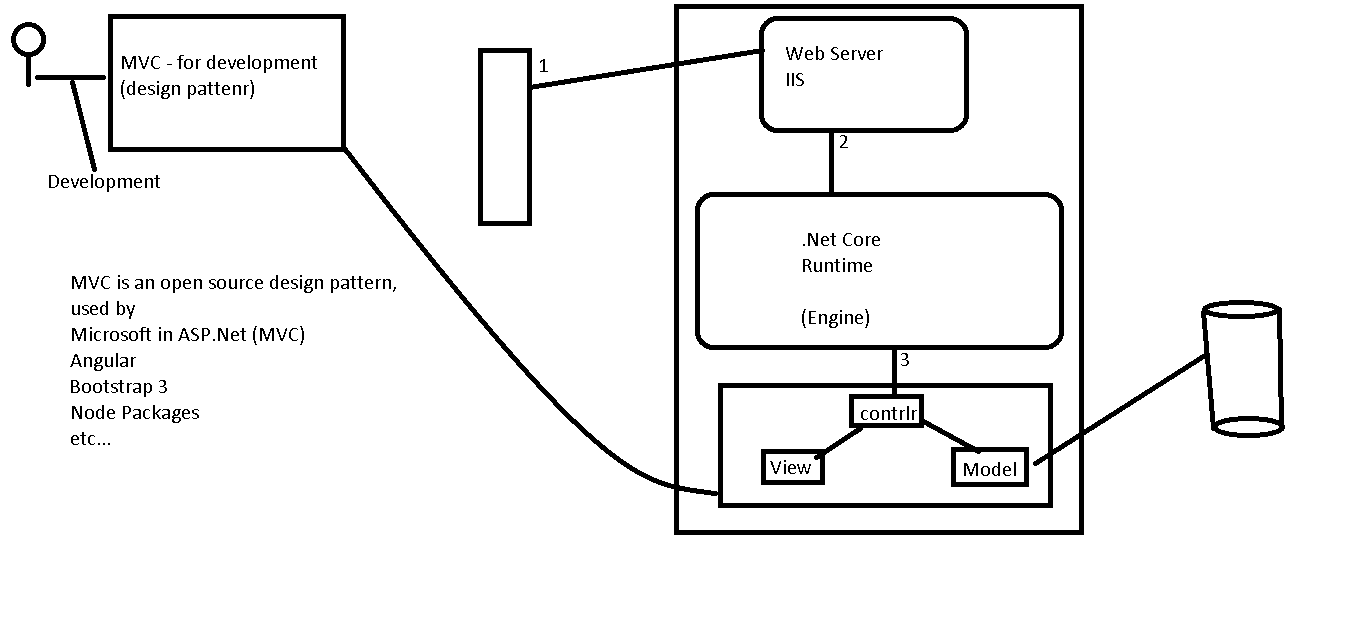 MVC - for development
(design pattenr)
Development
MVC is an open source design pattern,
used by
Microsoft in ASP.Net (MVC)
Angular
Bootstrap 3
Node Packages
etc...
1
Web Server
IIS
2
.Net Core
Runtime
(Engine)
3
contrlr
View
Model